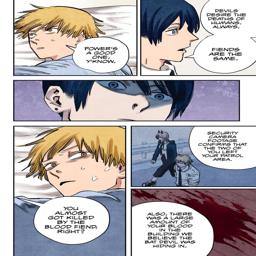 POWER'S
A GOOD
ONE,
Y'KNOW.
DEVILS
DESIRE THE
DEATHS OF
HUMANS,
ALWAYS.
FIENDS
ARE THE
SAME.
SECURITY
CAMERA
FOOTAGE
CONFIRMING
THAT THE
TWO OF
YOU LEFT
YOUR PATROL
AREA.
YOU
ALMOST
GOT KILLED
BY THE
BLOOD FIEND,
RIGHT?
ALSO, THERE
WAS A LARGE
AMOUNT OF
YOUR BLOOD
IN THE
BUILDING WE
BELIEVE THE
BAT DEVIL WAS
HIDING IN.